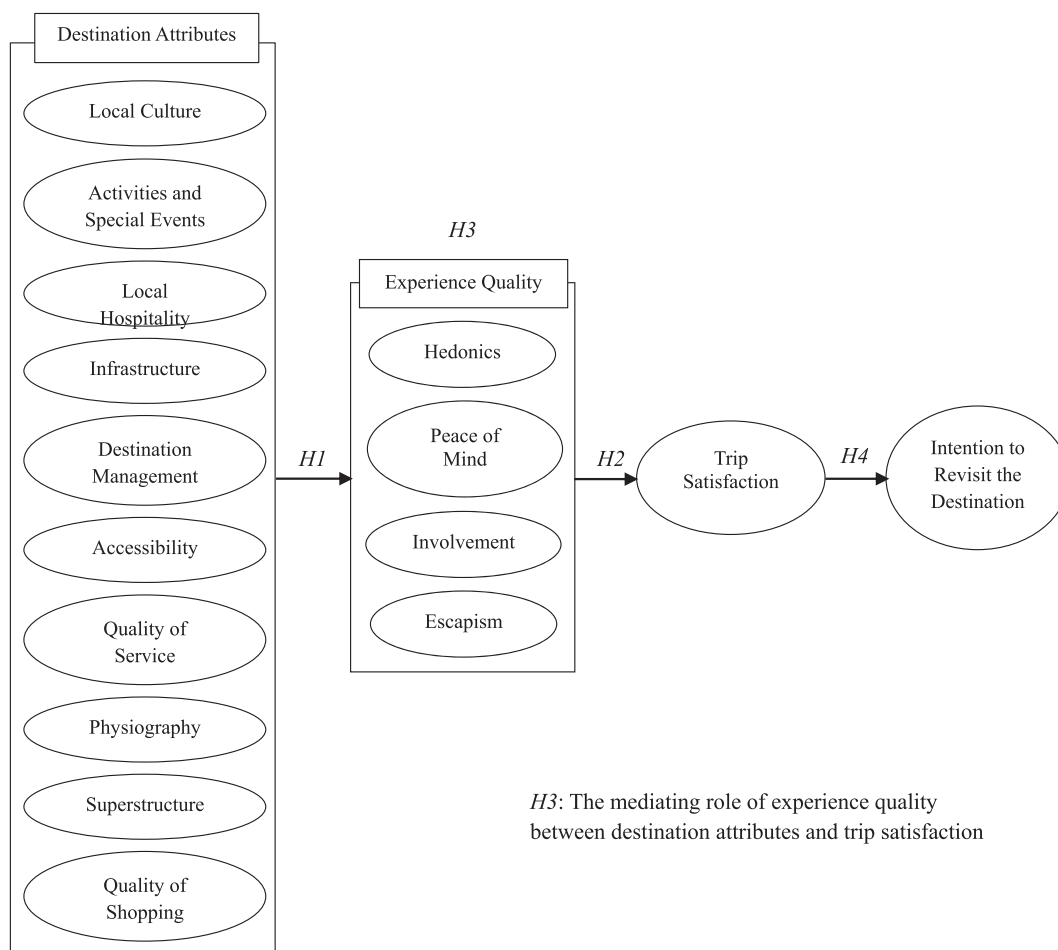 Destination Attributes
Local Culture
Activities and
Special Events
Local
Hospitality
Infrastructure
Destination
Management
Accessibility
Quality of
Service
Physiography
Superstructure
Quality of
Shopping
H1
H3
Experience Quality
Hedonics
Peace of
Mind
Involvement
Escapism
H2
Trip
Satisfaction
H4
Intention to
Revisit the
Destination
H3: The mediating role of experience quality
between destination attributes and trip satisfaction